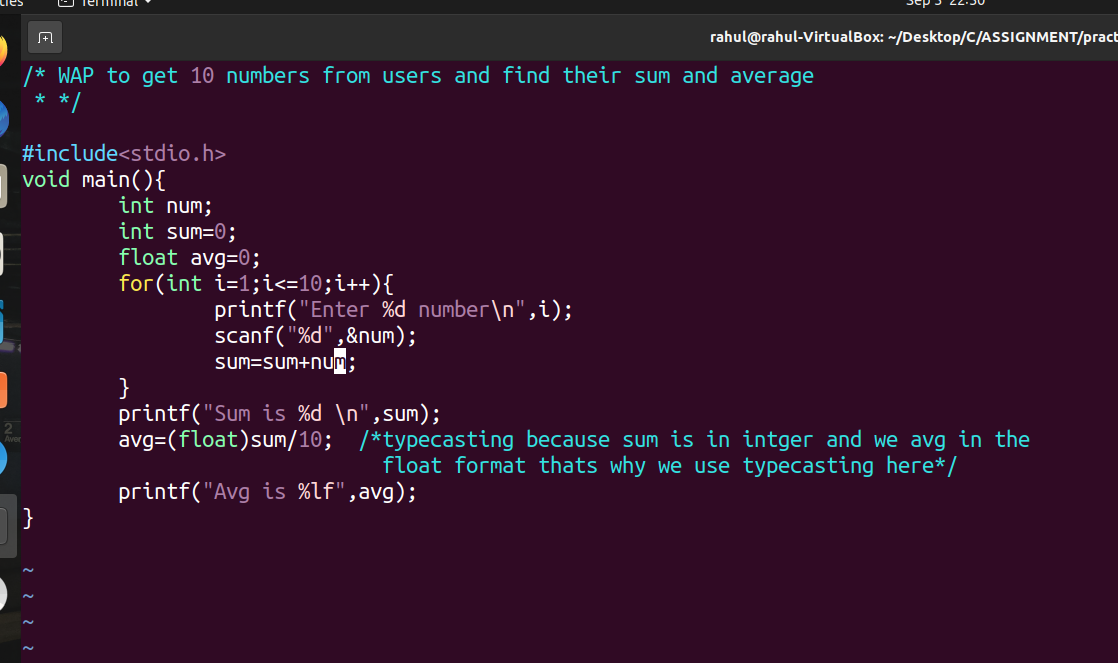 Terminal
Sep 3 22:30
rahul@rahul-VirtualBox: ~/Desktop/C/ASSIGNMENT/pract
/* WAP to get 10 numbers from users and find their sum and average
 * */
#include<stdio.h>
void main(){
        int num;
        int sum=0;
        float avg=0;
        for(int i=1;i<=10;i++){
                printf("Enter %d number\n",i);
                scanf("%d",&num);
                sum=sum+num;
        }
        printf("Sum is %d \n",sum);
        avg=(float)sum/10;  /*typecasting because sum is in intger and we avg in the
                              float format thats why we use typecasting here*/
        printf("Avg is %lf",avg);
}
~
~
~
~